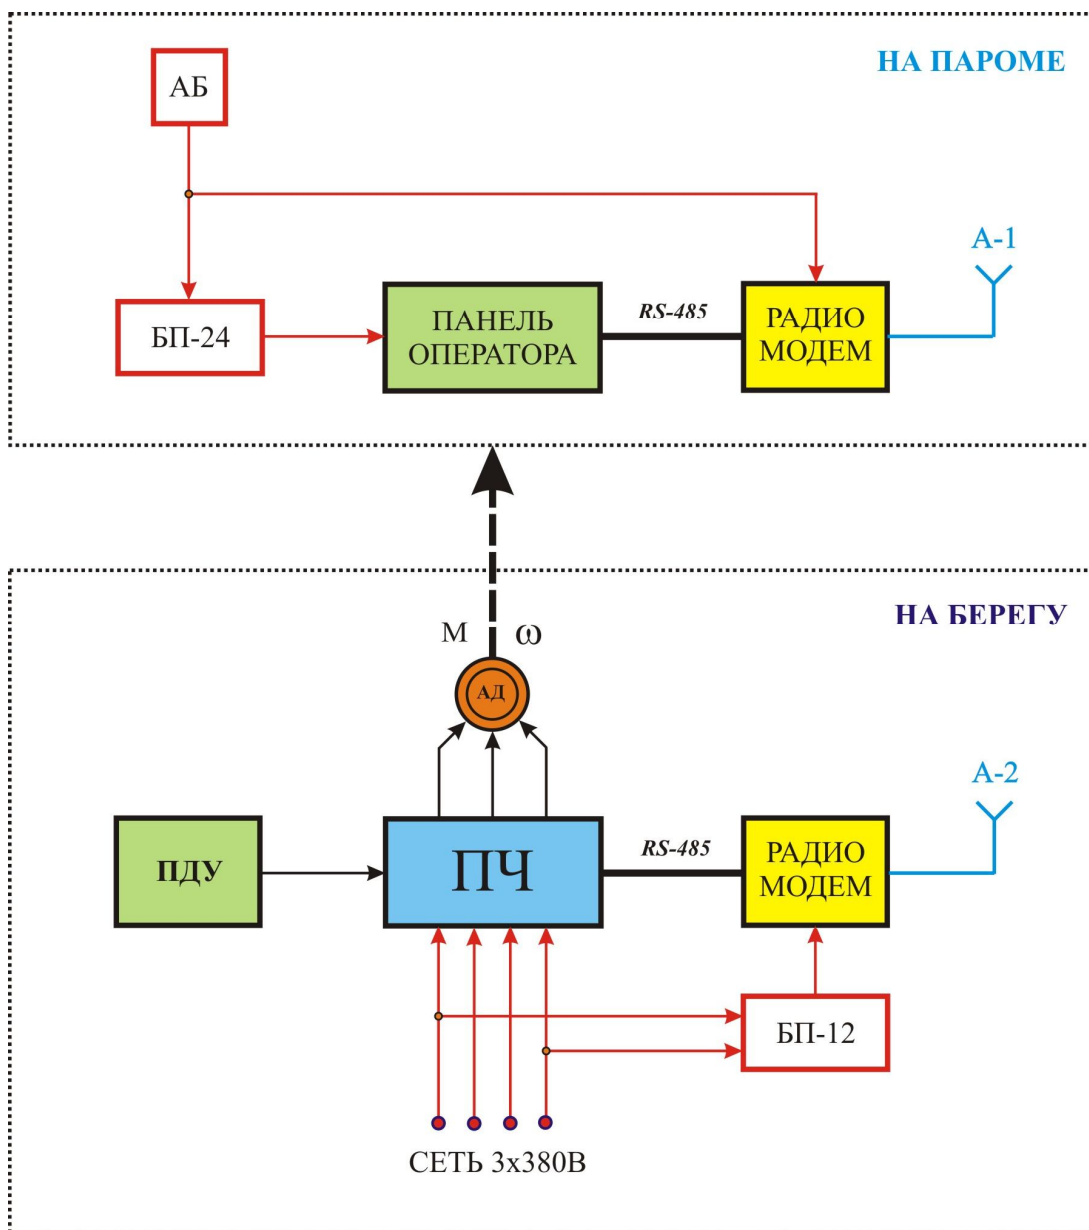 НА ПАРОМЕ
АБ
А-1
БП-24
ПАНЕЛЬ
ОПЕРАТОРА
RS-485
РАДИО
МОДЕМ
НА БЕРЕГУ
М ω
АД
А-2
ПДУ
ПЧ
RS-485
РАДИО
МОДЕМ
БП-12
СЕТЬ 3х380В